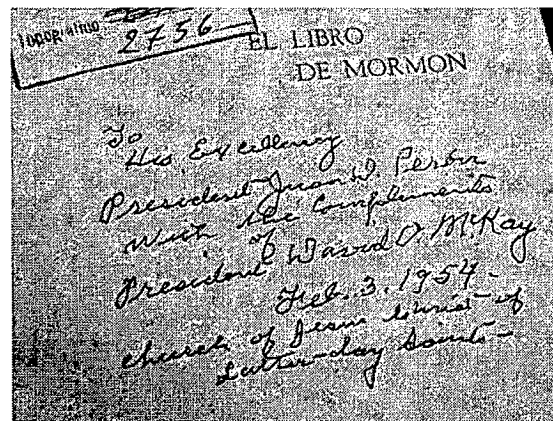 2756
EL LIBRO
DE MORMON
To
His Excellency
President Juan D. Perón
With the Compliments
of
President David O. McKay
Feb. 3, 1954-
Church of Jesus Christ of
Latter-day Saints-